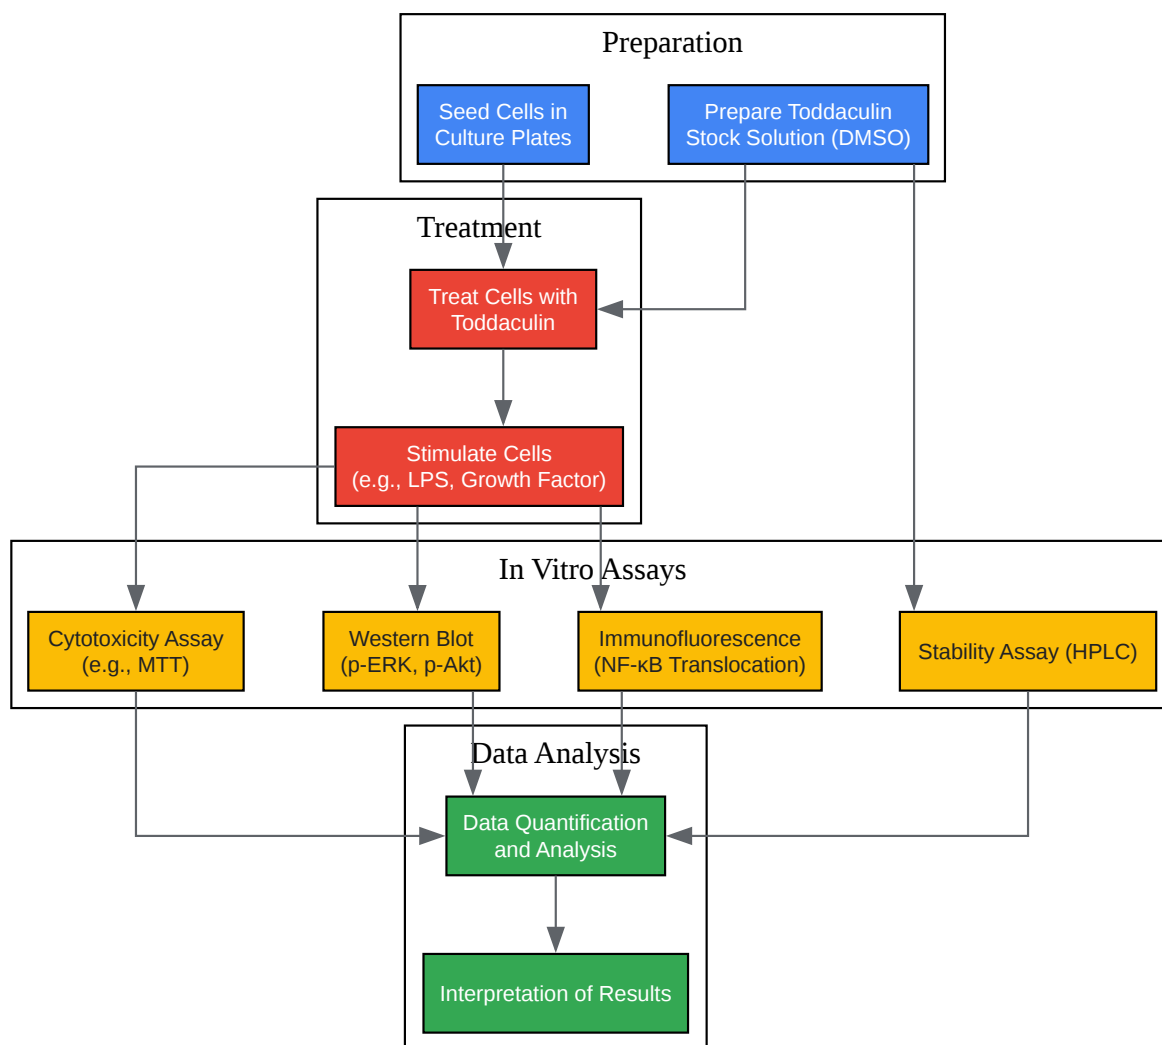 Preparation
Seed Cells in
Culture Plates
Prepare Toddaculin
Stock Solution (DMSO)
Treatment
Treat Cells with
Toddaculin
Stimulate Cells
(e.g., LPS, Growth Factor)
In Vitro Assays
Cytotoxicity Assay
(e.g., MTT)
Western Blot
(p-ERK, p-Akt)
Immunofluorescence
(NF-κB Translocation)
Stability Assay (HPLC)
Data Analysis
Data Quantification
and Analysis
Interpretation of Results